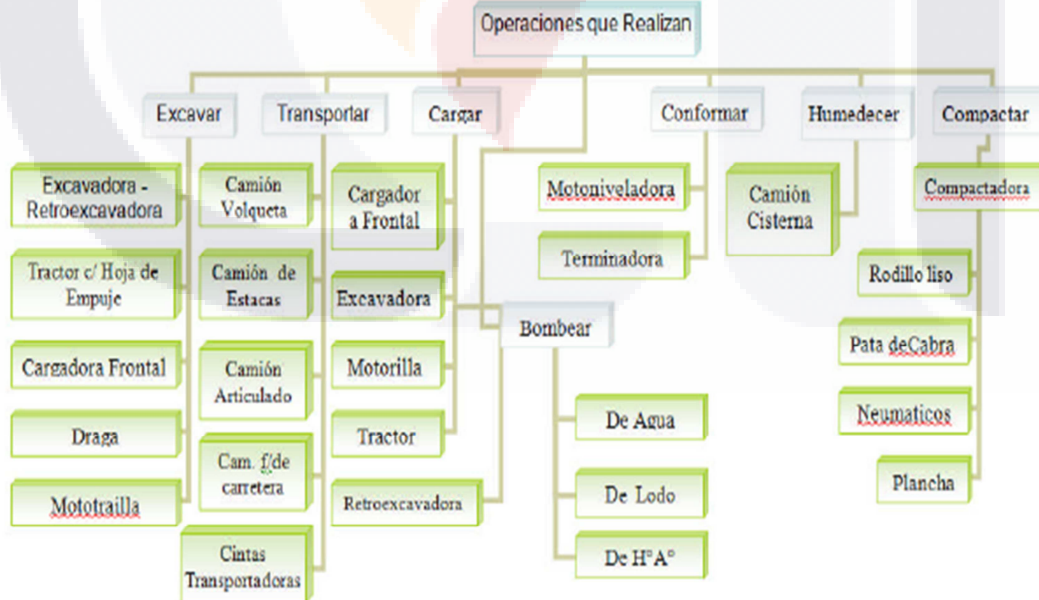 Operaciones que Realizan
Excavar
Transportar
Cargar
Conformar
Humedecer
Compactar
Excavadora -
Retroexcavadora
Tractor c/ Hoja de
Empuje
Cargadora Frontal
Draga
Mototrailla
Camión
Volqueta
Camión de
Estacas
Camión
Articulado
Cam. f/de
carretera
Cintas
Transportadoras
Cargador
a Frontal
Excavadora
Motorilla
Tractor
Retroexcavadora
Bombear
De Agua
De Lodo
De H°A°
Motoniveladora
Terminadora
Camión
Cisterna
Compactadora
Rodillo liso
Pata deCabra
Neumaticos
Plancha